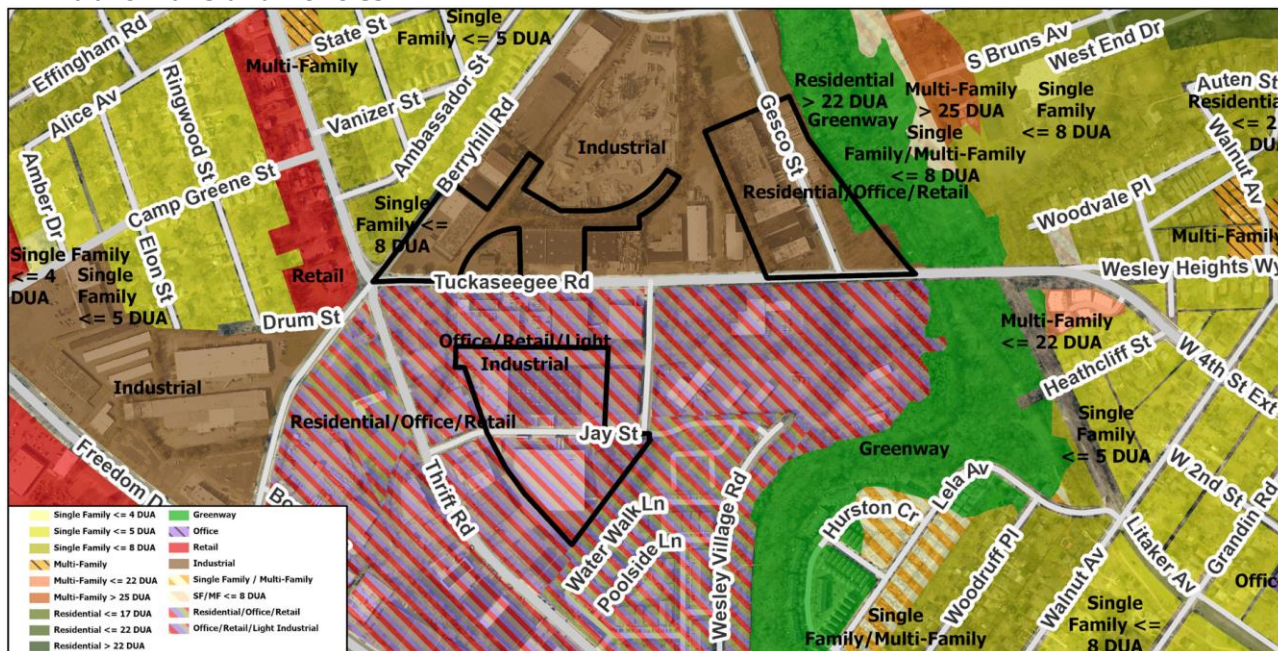 Effingham Rd
Alice Av
Ringwood St
Amber Dr
Elon St
Camp Greene St
State St
Vanizer St
Ambassador St
Berryhill Rd
Multi-Family
Single
Family <= 5 DUA
Single
Family <=
8 DUA
Single Family
<= 4
DUA
Single
Family
<= 5 DUA
Retail
Drum St
Industrial
Industrial
Gesco St
Tuckaseegee Rd
Residential
> 22 DUA
Greenway
Multi-Family
> 25 DUA
Single
Family/Multi-Family
<= 8 DUA
Residential/Office/Retail
S Bruns Av
West End Dr
Single
Family
<= 8 DUA
Auten St
Residential
<= 2
DUA
Walnut Av
Woodvale Pl
Multi-Family
Wesley Heights Wy
Multi-Family
<= 22 DUA
Heathcliff St
W 4th St Ext
Office/Retail/Light
Industrial
Residential/Office/Retail
Jay St
Thrift Rd
Freedom D
Water Walk Ln
Poolside Ln
Wesley Village Rd
Greenway
Single
Family
<= 5 DUA
W 2nd St
Grandin Rd
Litaker Av
Lela Av
Hurston Cr
Woodruff Pl
Walnut Av
Single
Family/Multi-Family
Single
Family <=
8 DUA
Offic
Single Family <= 4 DUA
Single Family <= 5 DUA
Single Family <= 8 DUA
Multi-Family
Multi-Family <= 22 DUA
Multi-Family > 25 DUA
Residential <= 17 DUA
Residential <= 22 DUA
Residential > 22 DUA
Greenway
Office
Retail
Industrial
Single Family / Multi-Family
SF/MF <= 8 DUA
Residential/Office/Retail
Office/Retail/Light Industrial